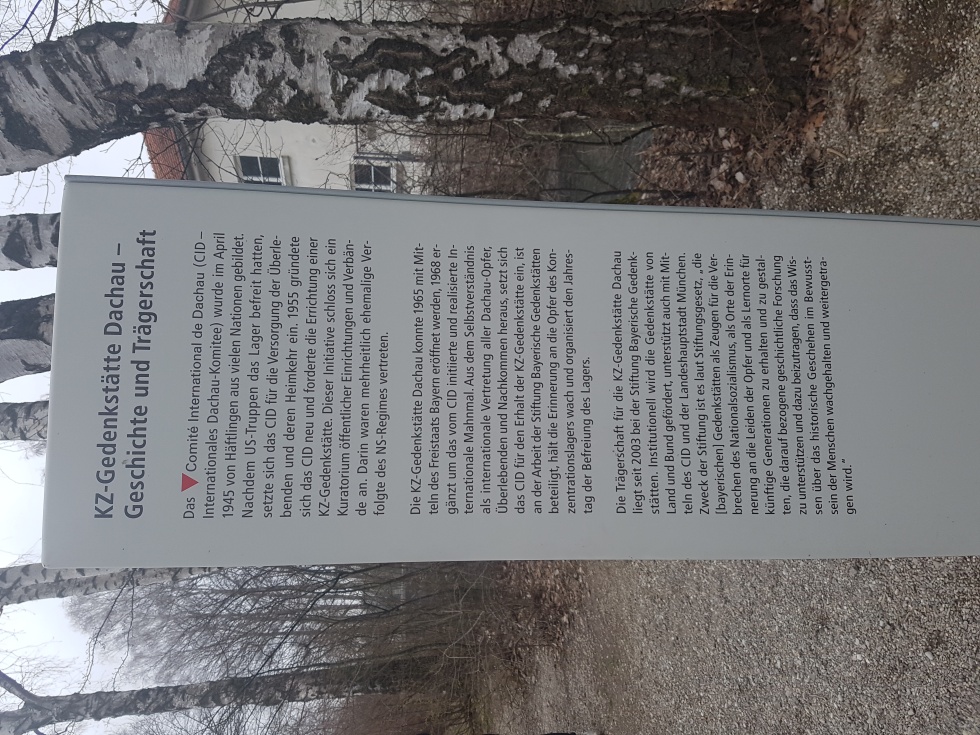 KZ-Gedenkstätte Dachau –
Geschichte und Trägerschaft
Das Comité International de Dachau (CID –
Internationales Dachau-Komitee) wurde im April
1945 von Häftlingen aus vielen Nationen gebildet.
Nachdem US-Truppen das Lager befreit hatten,
setzte sich das CID für die Versorgung der Überle-
benden und deren Heimkehr ein. 1955 gründete
sich das CID neu und forderte die Errichtung einer
KZ-Gedenkstätte. Dieser Initiative schloss sich ein
Kuratorium öffentlicher Einrichtungen und Verbän-
de an. Darin waren mehrheitlich ehemalige Ver-
folgte des NS-Regimes vertreten.
Die KZ-Gedenkstätte Dachau konnte 1965 mit Mit-
teln des Freistaats Bayern eröffnet werden, 1968 er-
gänzt um das vom CID initiierte und realisierte In-
ternationale Mahnmal. Aus dem Selbstverständnis
als internationale Vertretung aller Dachau-Opfer,
Überlebenden und Nachkommen heraus, setzt sich
das CID für den Erhalt der KZ-Gedenkstätte ein, ist
an der Arbeit der Stiftung Bayerische Gedenkstätten
beteiligt, hält die Erinnerung an die Opfer des Kon-
zentrationslagers wach und organisiert den Jahres-
tag der Befreiung des Lagers.
Die Trägerschaft für die KZ-Gedenkstätte Dachau
liegt seit 2003 bei der Stiftung Bayerische Gedenk-
stätten. Institutionell wird die Gedenkstätte von
Land und Bund gefördert, unterstützt auch mit Mit-
teln des CID und der Landeshauptstadt München.
Zweck der Stiftung ist es laut Stiftungsgesetz, „die
[bayerischen] Gedenkstätten als Zeugen für die Ver-
brechen des Nationalsozialismus, als Orte der Erin-
nerung an die Leiden der Opfer und als Lernorte für
künftige Generationen zu erhalten und zu gestal-
ten, die darauf bezogene geschichtliche Forschung
zu unterstützen und dazu beizutragen, dass das Wis-
sen über das historische Geschehen im Bewusst-
sein der Menschen wachgehalten und weitergetra-
gen wird.“